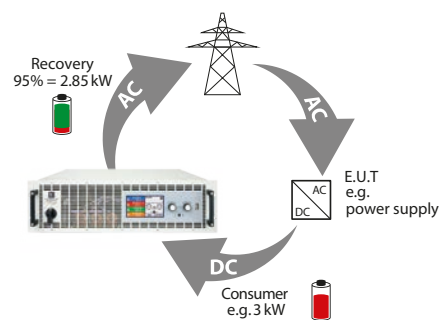 Recovery
95% = 2.85 kW
AC
AC
E.U.T
e.g.
power supply
AC
DC
DC
Consumer
e.g. 3 kW